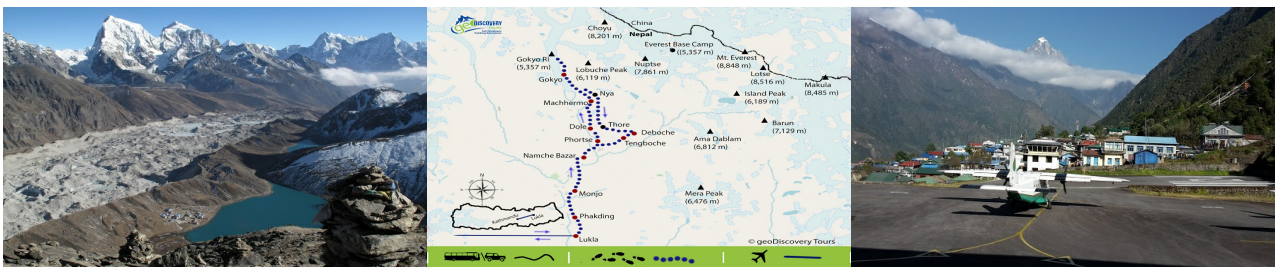 geoDISCOVERY
Choyu
(8,201 m)
China
Nepal
Everest Base Camp
((5,357 m)
Gokyo Ri
(5,357 m)
Lobuche Peak
(6,119 m)
Nuptse
(7,861 m)
Mt. Everest
(8,848 m)
Lotse
(8,516 m)
Makula
(8,485 m)
Gokyo
Nya
Machhermo
Island Peak
(6,189 m)
Dole
Thore
Deboche
Barun
(7,129 m)
Phortse
Tengboche
Ama Dablam
(6,812 m)
Namche Bazar
N
Monjo
Mera Peak
(6,476 m)
Kathmandu
Lukla
Phakding
Lukla
© geoDiscovery Tours